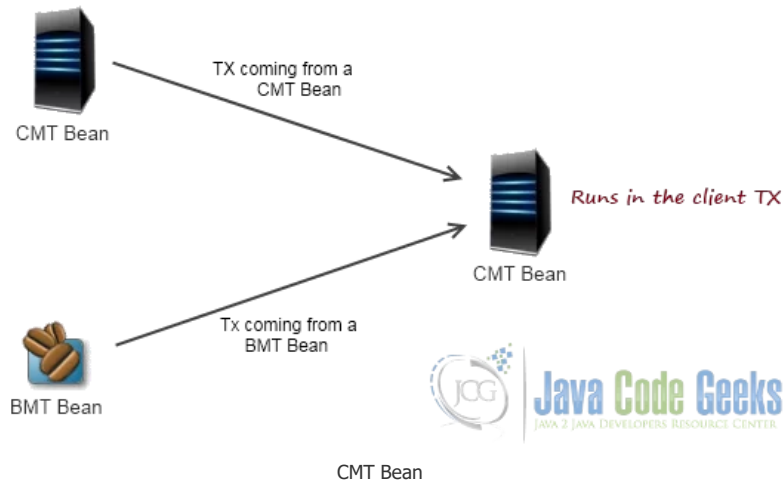 TX coming from a
CMT Bean
CMT Bean
Runs in the client TX
CMT Bean
Tx coming from a
BMT Bean
BMT Bean
JCG
Java Code Geeks
JAVA 2 JAVA DEVELOPERS RESOURCE CENTER
CMT Bean